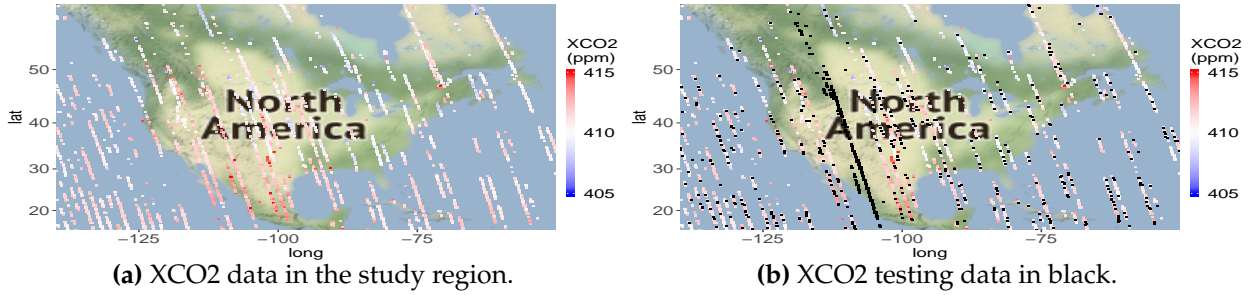 XCO2
(ppm)
415
410
405
50
40
30
20
lat
North
America
−125
−100
−75
long
(a) XCO2 data in the study region.
XCO2
(ppm)
415
410
405
50
40
30
20
lat
North
America
−125
−100
−75
long
(b) XCO2 testing data in black.